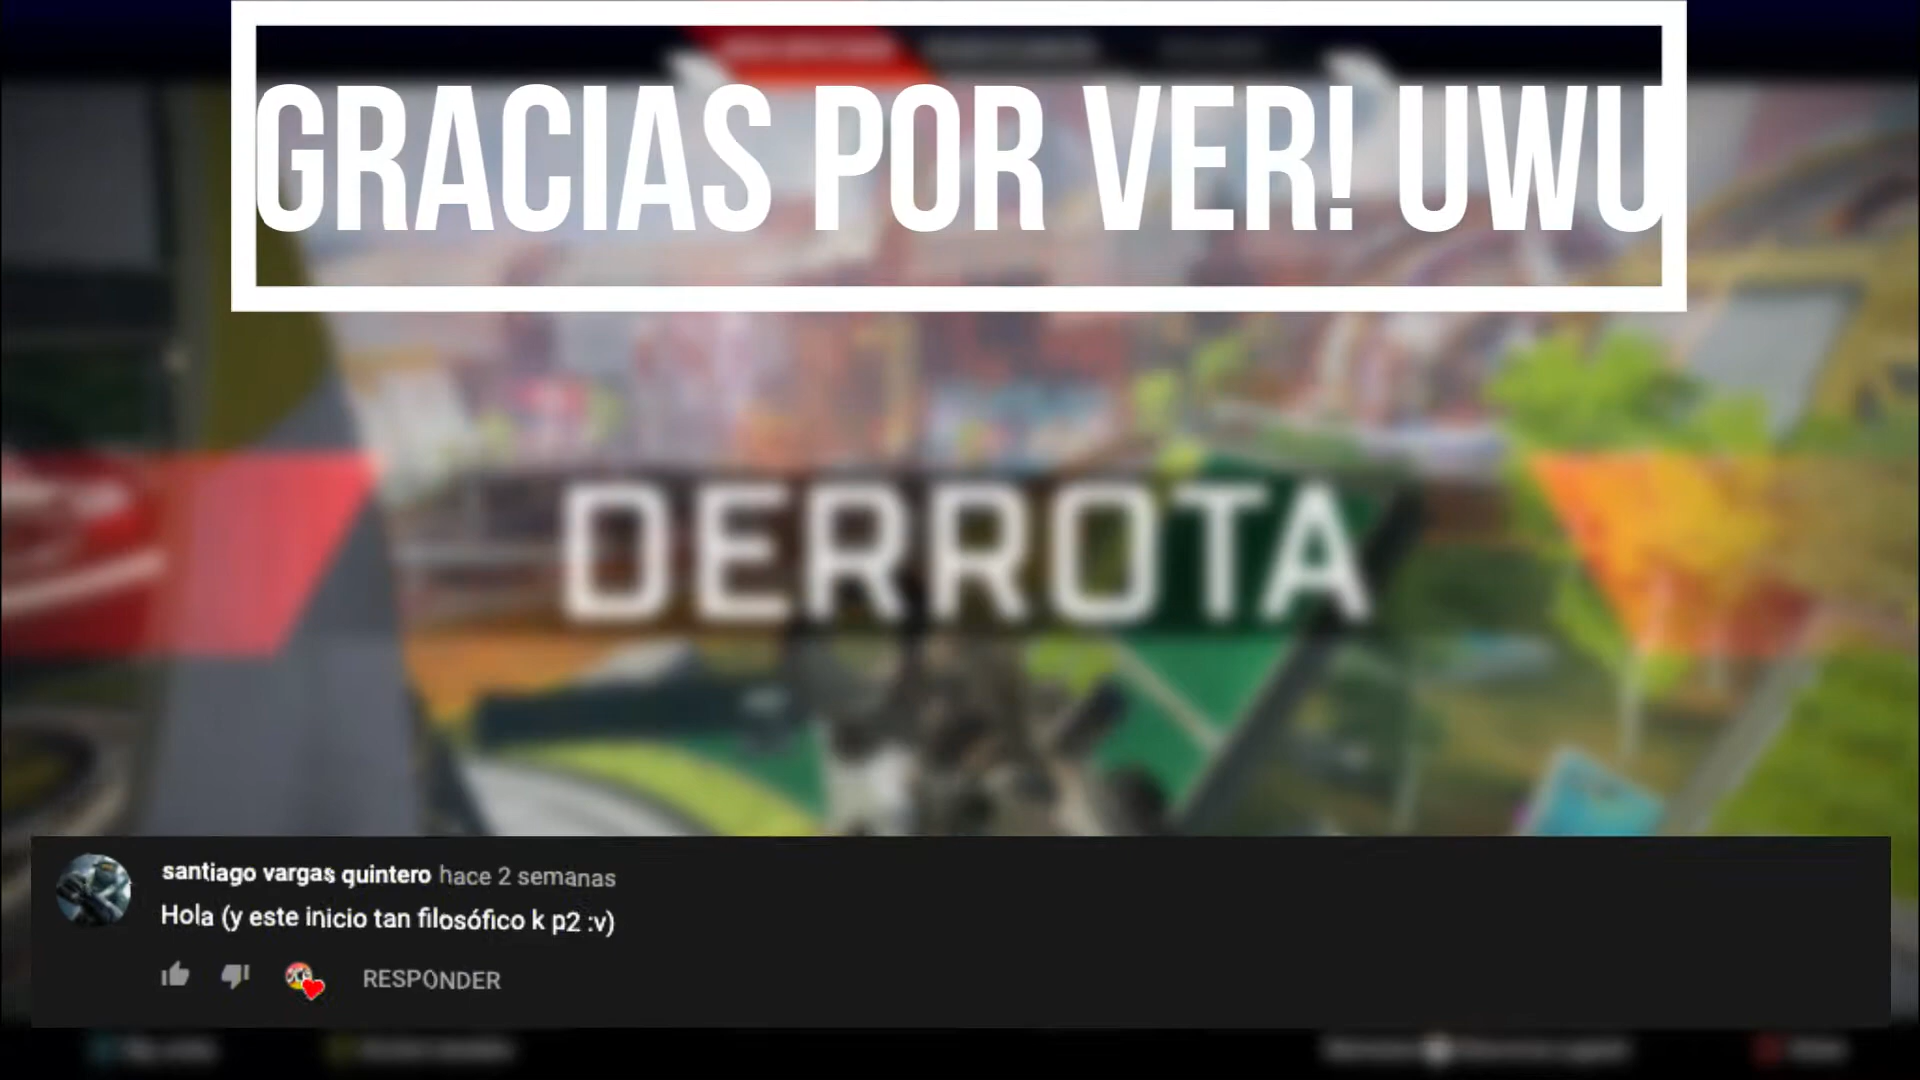 GRACIAS POR VER! UWU
DERROTA
santiago vargas quintero hace 2 semanas
Hola (y este inicio tan filosófico k p2 :v)
RESPONDER